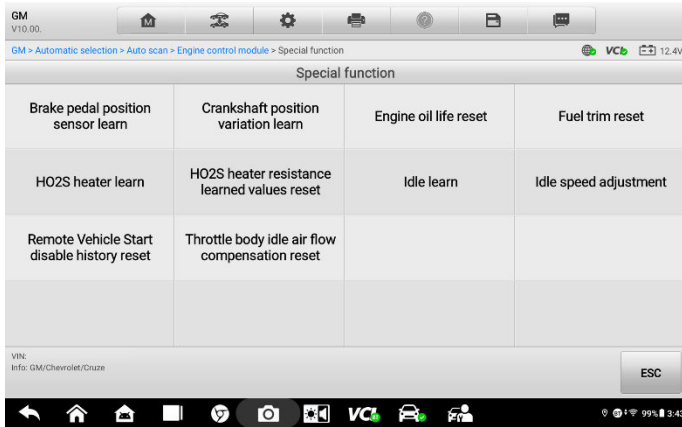 GM
V10.00.
GM > Automatic selection > Auto scan > Engine control module > Special function
VCI
12.4V
Special function
Brake pedal position
sensor learn
Crankshaft position
variation learn
Engine oil life reset
Fuel trim reset
HO2S heater learn
HO2S heater resistance
learned values reset
Idle learn
Idle speed adjustment
Remote Vehicle Start
disable history reset
Throttle body idle air flow
compensation reset
VIN:
Info: GM/Chevrolet/Cruze
ESC
VCI
99%
3:43